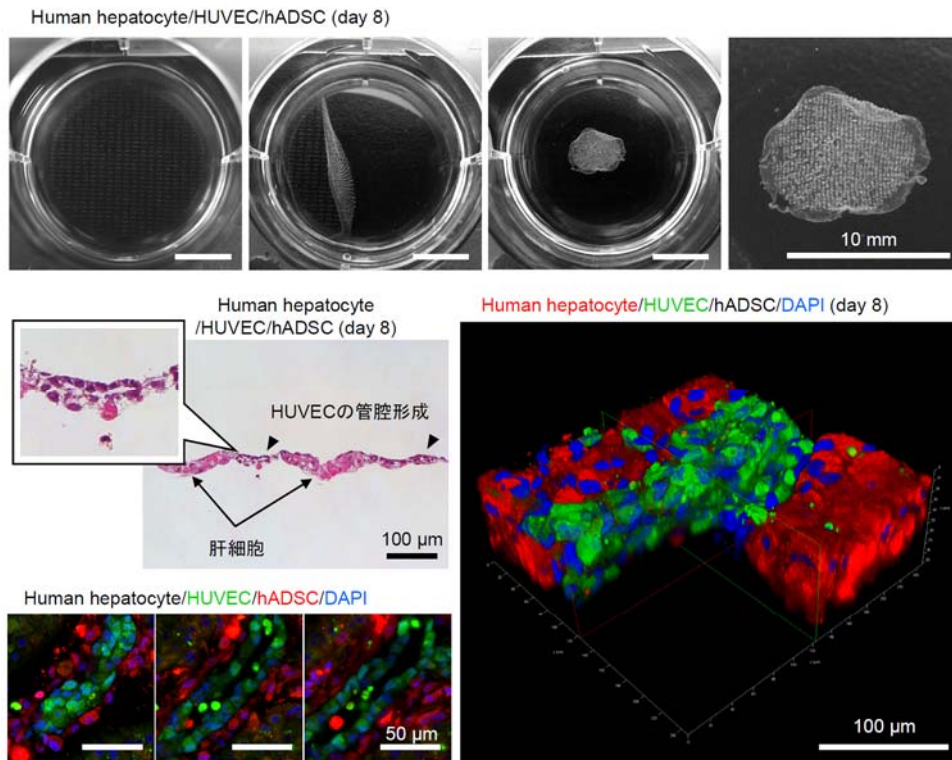 Human hepatocyte/HUVEC/hADSC (day 8)
10 mm
Human hepatocyte
/HUVEC/hADSC (day 8)
HUVECの管腔形成
肝細胞
100 µm
Human hepatocyte/HUVEC/hADSC/DAPI (day 8)
100 µm
Human hepatocyte/HUVEC/hADSC/DAPI
50 µm